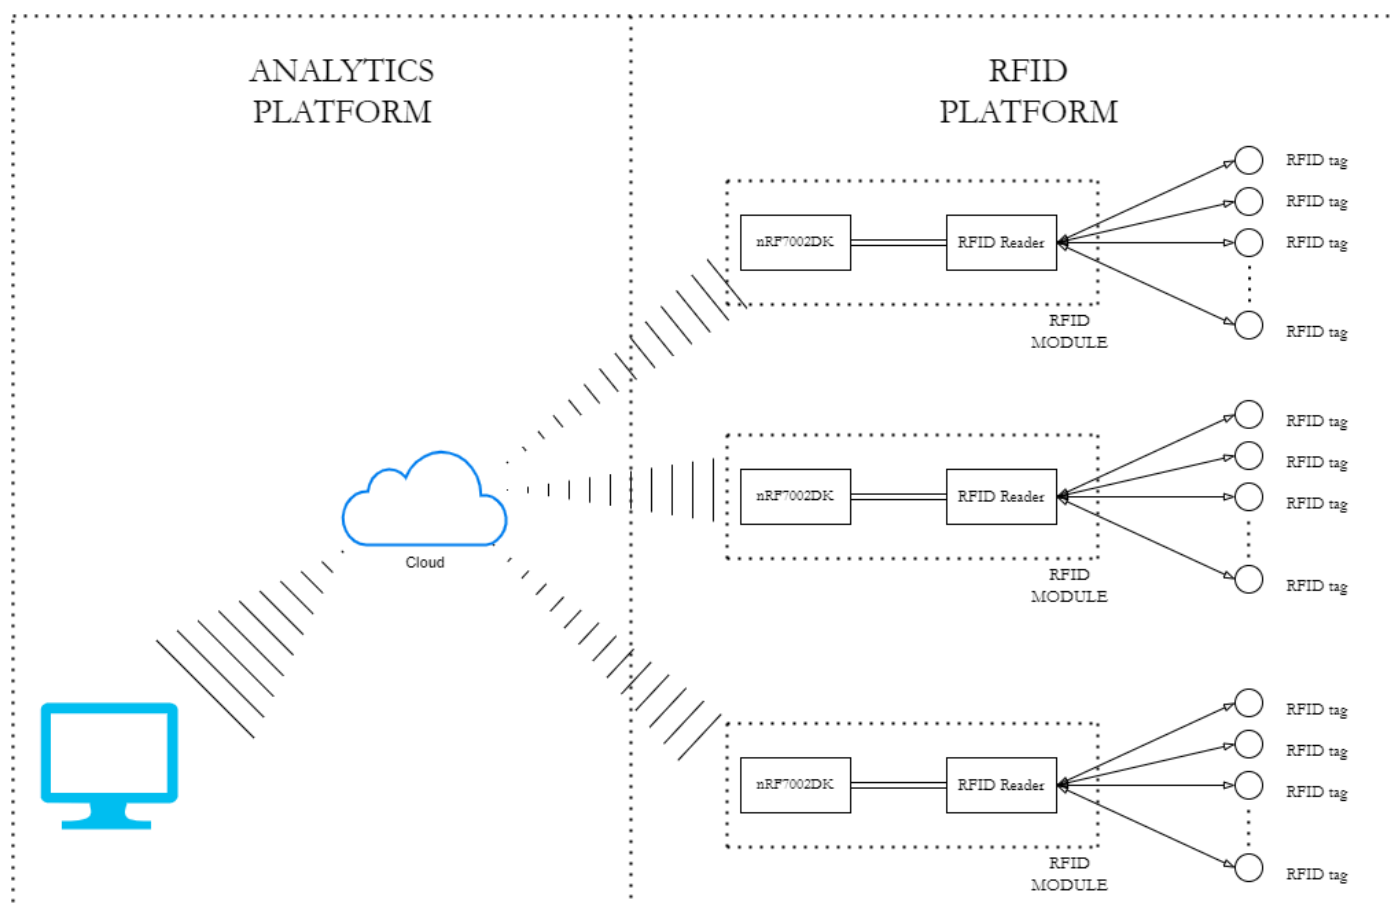 ANALYTICS
PLATFORM
RFID
PLATFORM
RFID tag
RFID tag
nRF7002DK
RFID Reader
RFID tag
RFID tag
RFID
MODULE
RFID tag
RFID tag
nRF7002DK
RFID Reader
RFID tag
RFID tag
RFID
MODULE
Cloud
RFID tag
RFID tag
nRF7002DK
RFID Reader
RFID tag
RFID tag
RFID
MODULE